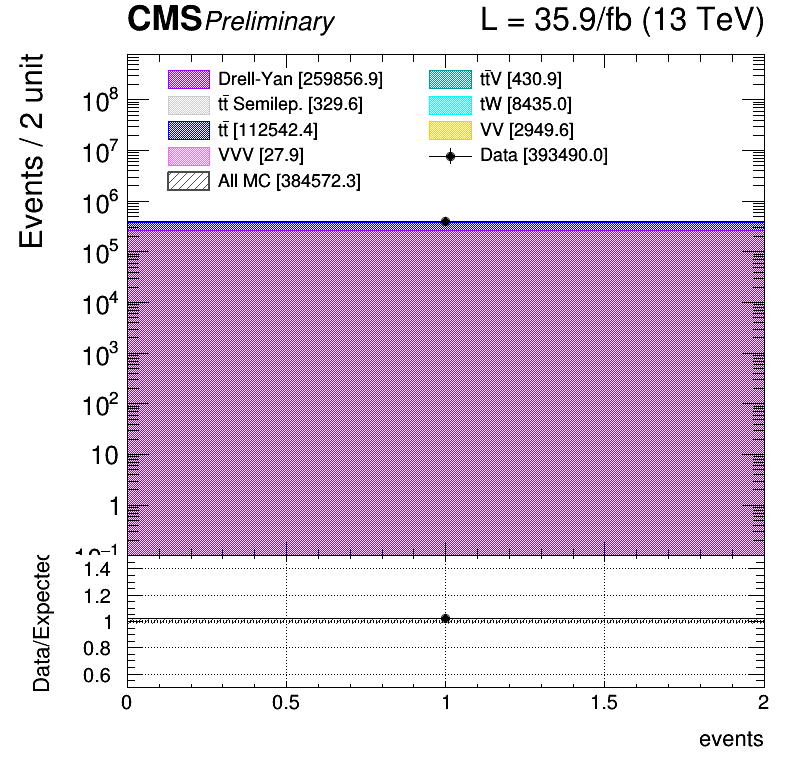 CMS Preliminary L = 35.9/fb (13 TeV)
Events / 2 unit
Drell-Yan [259856.9]
tt̄ Semilep. [329.6]
tt̄ [112542.4]
VVV [27.9]
All MC [384572.3]
tt̄V [430.9]
tW [8435.0]
VV [2949.6]
Data [393490.0]
10⁸
10⁷
10⁶
10⁵
10⁴
10³
10²
10
1
10⁻¹
Data/Expected
1.4
1.2
1
0.8
0.6
0 0.5 1 1.5 2
events